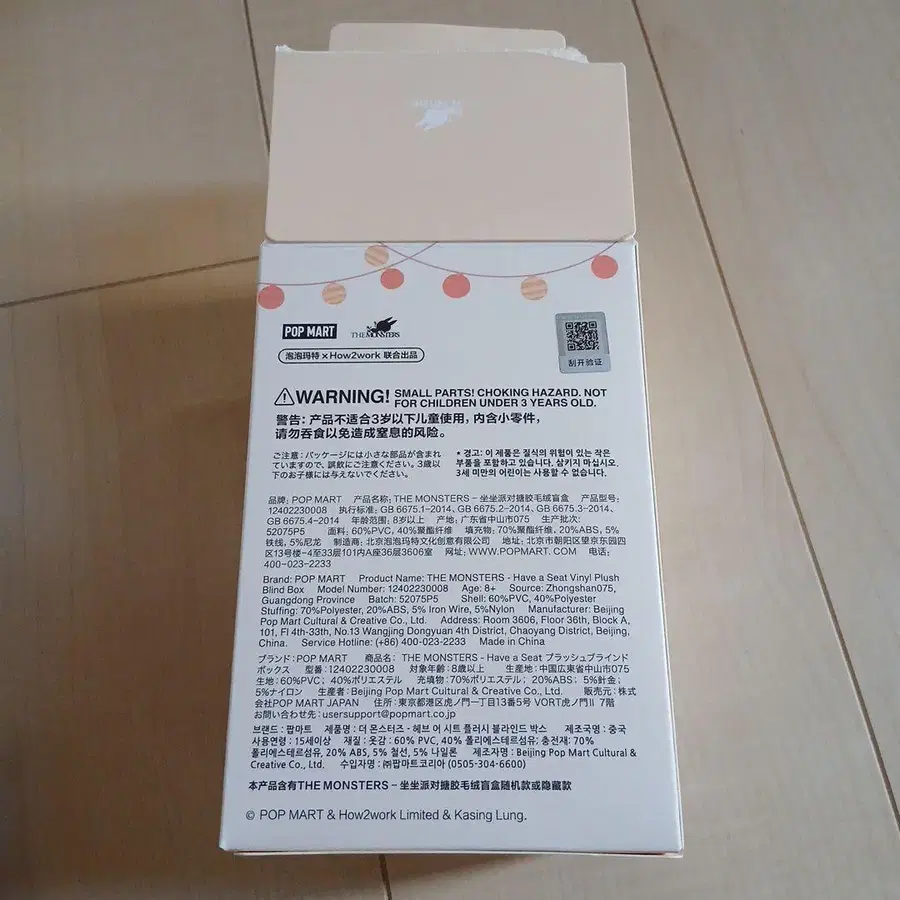 POP MART THE MONSTERS
泡泡玛特 × How2work 联合出品
刮开验证
WARNING! SMALL PARTS! CHOKING HAZARD. NOT
FOR CHILDREN UNDER 3 YEARS OLD.
警告: 产品不适合3岁以下儿童使用，内含小零件，
请勿吞食以免造成窒息的风险。
ご注意: パッケージには小さな部品が含まれ
ていますので、誤飲にご注意ください。3歳以
下のお子様には与えないでください。
* 경고: 이 제품은 질식의 위험이 있는 작은
부품을 포함하고 있습니다. 삼키지 마십시오.
3세 미만의 어린이는 사용할 수 없습니다.
品牌: POP MART 产品名称: THE MONSTERS – 坐坐派对搪胶毛绒盲盒 产品型号:
12402230008 执行标准: GB 6675.1-2014、GB 6675.2-2014、GB 6675.3-2014、
GB 6675.4-2014 年龄范围: 8岁以上 产地: 广东省中山市075 生产批次:
52075P5 面料: 60%PVC, 40%聚酯纤维 填充物: 70%聚酯纤维, 20%ABS, 5%
铁线, 5%尼龙 制造商: 北京泡泡玛特文化创意有限公司 地址: 北京市朝阳区望京东园四
区13号楼-4至33层101内A座36层3606室 网址: WWW.POPMART.COM 电话:
400-023-2233
Brand: POP MART Product Name: THE MONSTERS - Have a Seat Vinyl Plush
Blind Box Model Number: 12402230008 Age: 8+ Source: Zhongshan075,
Guangdong Province Batch: 52075P5 Shell: 60%PVC, 40%Polyester
Stuffing: 70%Polyester, 20%ABS, 5% Iron Wire, 5%Nylon Manufacturer: Beijing
Pop Mart Cultural & Creative Co., Ltd. Address: Room 3606, Floor 36th, Block A,
101, Fl 4th-33th, No.13 Wangjing Dongyuan 4th District, Chaoyang District, Beijing,
China. Service Hotline: (+86) 400-023-2233 Made in China
ブランド: POP MART 商品名: THE MONSTERS - Have a Seat プラッシュブラインド
ボックス 型番: 12402230008 対象年齢: 8歳以上 生産地: 中国広東省中山市075
生地: 60%PVC; 40%ポリエステル 充填物: 70%ポリエステル; 20%ABS; 5%針金;
5%ナイロン 生産者: Beijing Pop Mart Cultural & Creative Co., Ltd. 販売元: 株式
会社POP MART JAPAN 住所: 東京都港区虎ノ門一丁目13番5号 VORT虎ノ門II 7階
お問い合わせ先: usersupport@popmart.co.jp
브랜드 : 팝마트 제품명 : 더 몬스터즈 - 해브 어 시트 플러시 블라인드 박스 제조국명 : 중국
사용연령 : 15세이상 재질 : 옷감 : 60% PVC, 40% 폴리에스테르섬유; 충전재: 70%
폴리에스테르섬유, 20% ABS, 5% 철선, 5% 나일론 제조자명 : Beijing Pop Mart Cultural &
Creative Co., Ltd. 수입자명 : ㈜팝마트코리아 (0505-304-6600)
本产品含有THE MONSTERS – 坐坐派对搪胶毛绒盲盒随机款或隐藏款
© POP MART & How2work Limited & Kasing Lung.